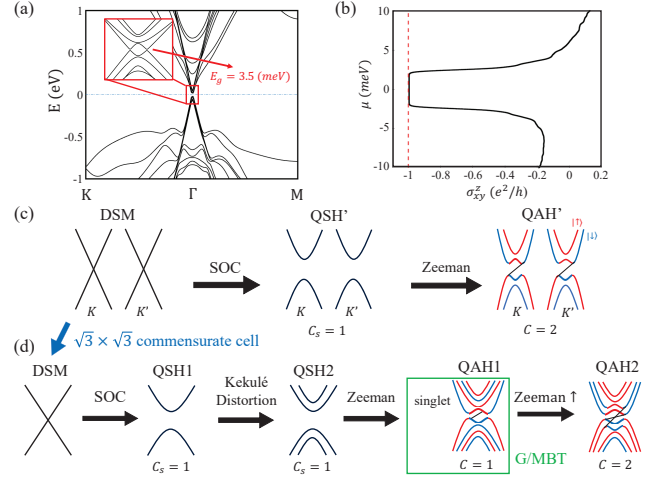 (a)
1
0.5
0
-0.5
-1
E (eV)
K
Γ
M
E_g = 3.5 (meV)
(b)
10
5
0
-5
-10
μ (meV)
-1
-0.8
-0.6
-0.4
-0.2
0
0.2
σ_xy^z (e²/h)
(c)
DSM
K
K'
SOC
QSH'
K
K'
C_s = 1
Zeeman
QAH'
|↑⟩
|↓⟩
K
K'
C = 2
√3 × √3 commensurate cell
(d)
DSM
SOC
QSH1
C_s = 1
Kekulé
Distortion
QSH2
C_s = 1
Zeeman
QAH1
singlet
C = 1
G/MBT
Zeeman ↑
QAH2
C = 2